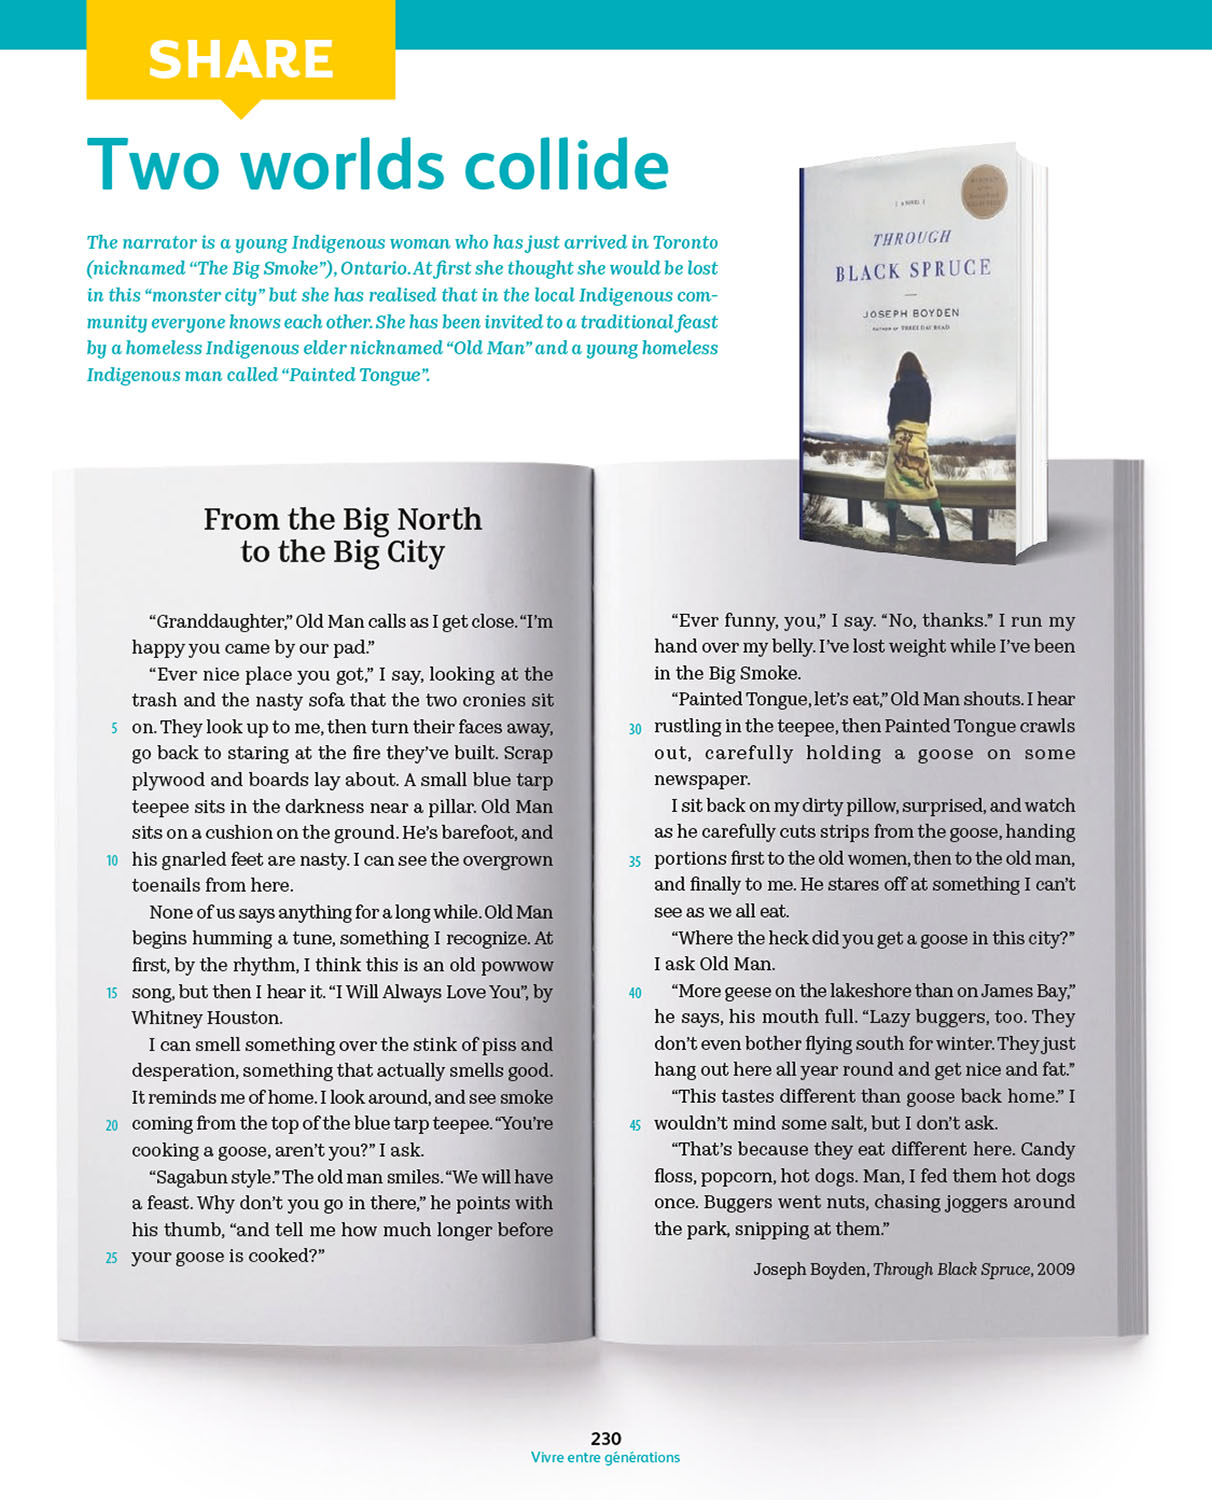 SHARE
Two worlds collide
The narrator is a young Indigenous woman who has just arrived in Toronto
(nicknamed “The Big Smoke”), Ontario. At first she thought she would be lost
in this “monster city” but she has realised that in the local Indigenous com-
munity everyone knows each other. She has been invited to a traditional feast
by a homeless Indigenous elder nicknamed “Old Man” and a young homeless
Indigenous man called “Painted Tongue”.
[ A NOVEL ]
THROUGH
BLACK SPRUCE
JOSEPH BOYDEN
AUTHOR OF THREE DAY ROAD
From the Big North
to the Big City
“Granddaughter,” Old Man calls as I get close. “I’m
happy you came by our pad.”
“Ever nice place you got,” I say, looking at the
trash and the nasty sofa that the two cronies sit
5 on. They look up to me, then turn their faces away,
go back to staring at the fire they’ve built. Scrap
plywood and boards lay about. A small blue tarp
teepee sits in the darkness near a pillar. Old Man
sits on a cushion on the ground. He’s barefoot, and
10 his gnarled feet are nasty. I can see the overgrown
toenails from here.
None of us says anything for a long while. Old Man
begins humming a tune, something I recognize. At
first, by the rhythm, I think this is an old powwow
15 song, but then I hear it. “I Will Always Love You”, by
Whitney Houston.
I can smell something over the stink of piss and
desperation, something that actually smells good.
It reminds me of home. I look around, and see smoke
20 coming from the top of the blue tarp teepee. “You’re
cooking a goose, aren’t you?” I ask.
“Sagabun style.” The old man smiles. “We will have
a feast. Why don’t you go in there,” he points with
his thumb, “and tell me how much longer before
25 your goose is cooked?”
“Ever funny, you,” I say. “No, thanks.” I run my
hand over my belly. I’ve lost weight while I’ve been
in the Big Smoke.
“Painted Tongue, let’s eat,” Old Man shouts. I hear
30 rustling in the teepee, then Painted Tongue crawls
out, carefully holding a goose on some
newspaper.
I sit back on my dirty pillow, surprised, and watch
as he carefully cuts strips from the goose, handing
35 portions first to the old women, then to the old man,
and finally to me. He stares off at something I can’t
see as we all eat.
“Where the heck did you get a goose in this city?”
I ask Old Man.
40 “More geese on the lakeshore than on James Bay,”
he says, his mouth full. “Lazy buggers, too. They
don’t even bother flying south for winter. They just
hang out here all year round and get nice and fat.”
“This tastes different than goose back home.” I
45 wouldn’t mind some salt, but I don’t ask.
“That’s because they eat different here. Candy
floss, popcorn, hot dogs. Man, I fed them hot dogs
once. Buggers went nuts, chasing joggers around
the park, snipping at them.”
Joseph Boyden, Through Black Spruce, 2009
230
Vivre entre générations